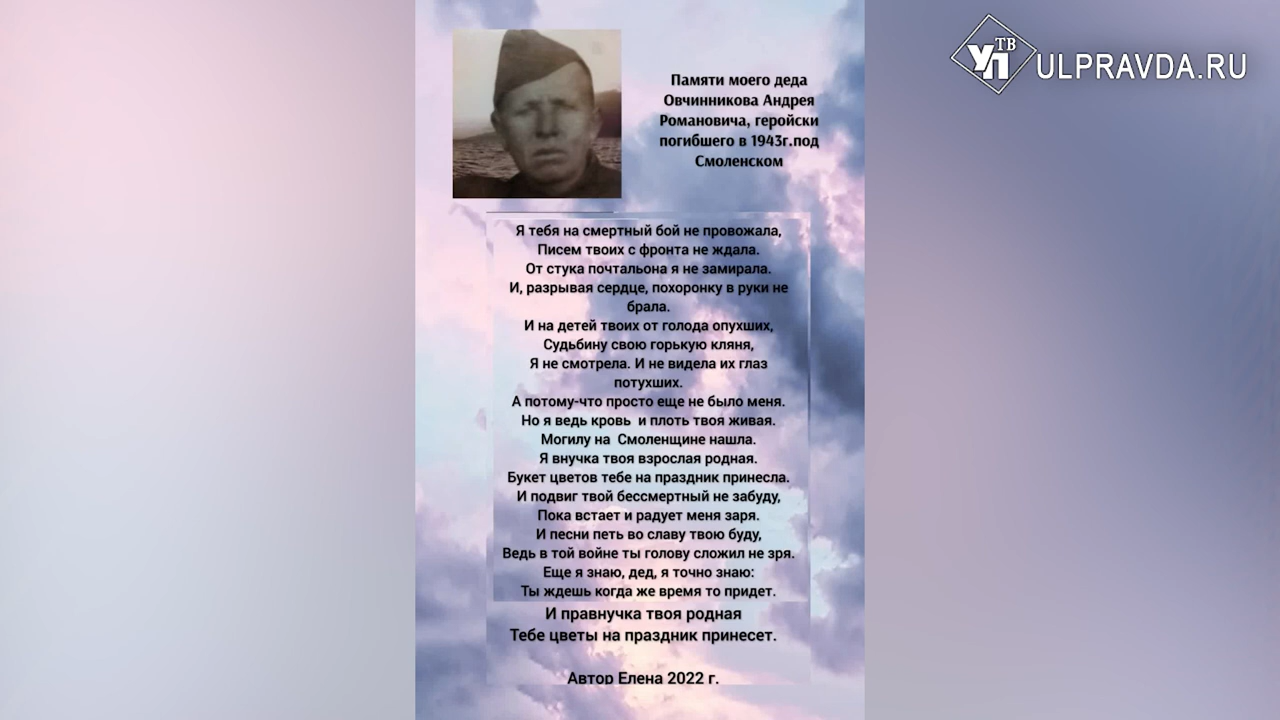 УП ТВ
ULPRAVDA.RU
Памяти моего деда
Овчинникова Андрея
Романовича, геройски
погибшего в 1943г.под
Смоленском
Я тебя на смертный бой не провожала,
Писем твоих с фронта не ждала.
От стука почтальона я не замирала.
И, разрывая сердце, похоронку в руки не
брала.
И на детей твоих от голода опухших,
Судьбину свою горькую кляня,
Я не смотрела. И не видела их глаз
потухших.
А потому-что просто еще не было меня.
Но я ведь кровь  и плоть твоя живая.
Могилу на  Смоленщине нашла.
Я внучка твоя взрослая родная.
Букет цветов тебе на праздник принесла.
И подвиг твой бессмертный не забуду,
Пока встает и радует меня заря.
И песни петь во славу твою буду,
Ведь в той войне ты голову сложил не зря.
Еще я знаю, дед, я точно знаю:
Ты ждешь когда же время то придет.
И правнучка твоя родная
Тебе цветы на праздник принесет.
Автор Елена 2022 г.